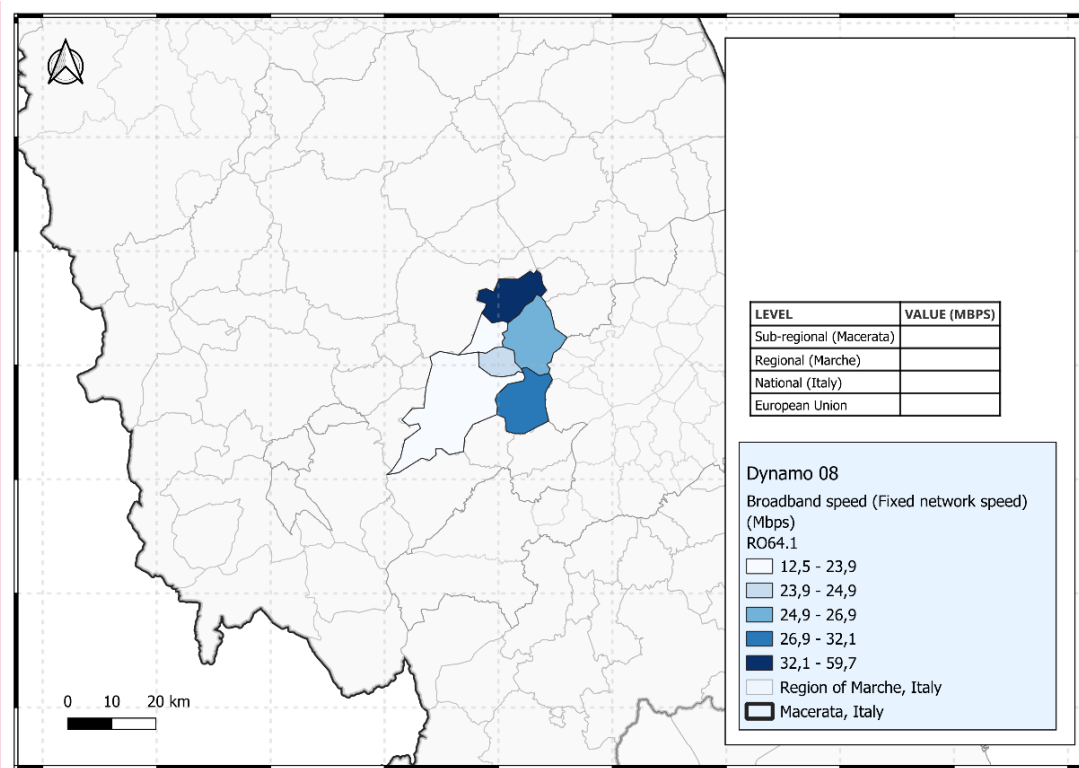 LEVEL VALUE (MBPS)
Sub-regional (Macerata)
Regional (Marche)
National (Italy)
European Union
Dynamo 08
Broadband speed (Fixed network speed)
(Mbps)
RO64.1
12,5 - 23,9
23,9 - 24,9
24,9 - 26,9
26,9 - 32,1
32,1 - 59,7
Region of Marche, Italy
Macerata, Italy
0 10 20 km